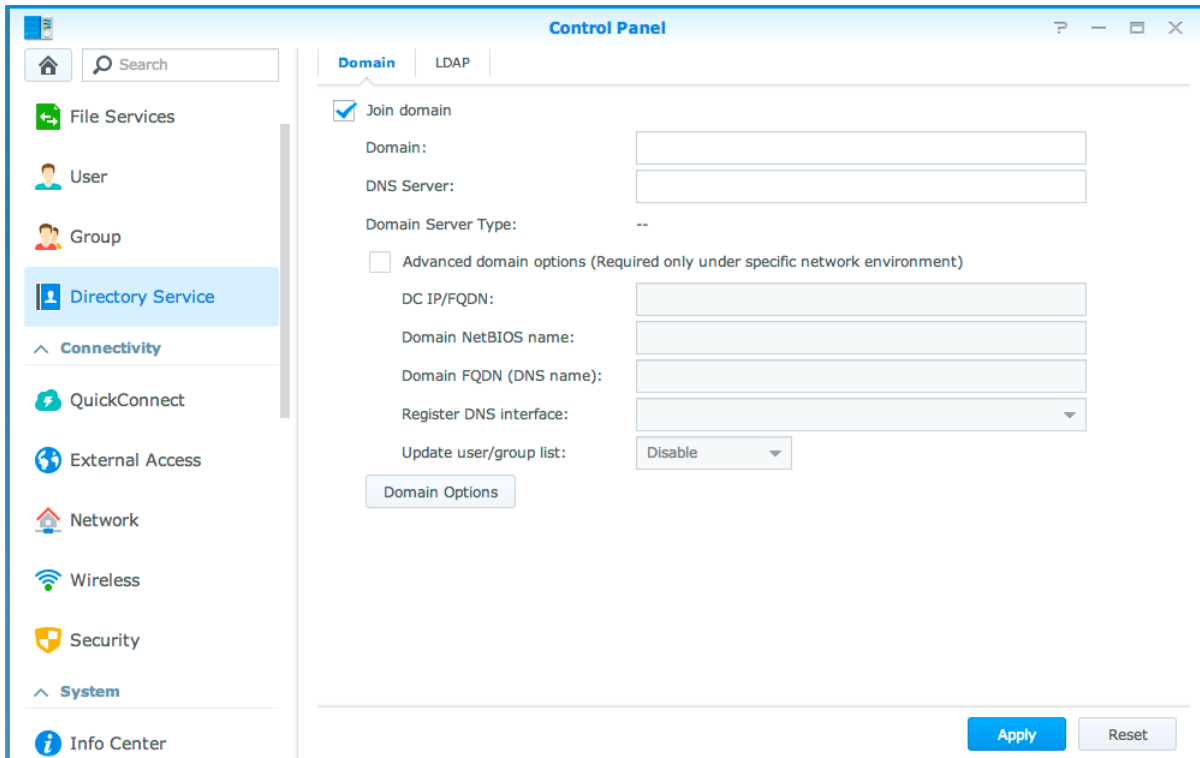 Control Panel
Search
File Services
User
Group
Directory Service
Connectivity
QuickConnect
External Access
Network
Wireless
Security
System
Info Center
Domain LDAP
Join domain
Domain:
DNS Server:
Domain Server Type: --
Advanced domain options (Required only under specific network environment)
DC IP/FQDN:
Domain NetBIOS name:
Domain FQDN (DNS name):
Register DNS interface:
Update user/group list: Disable
Domain Options
Apply Reset